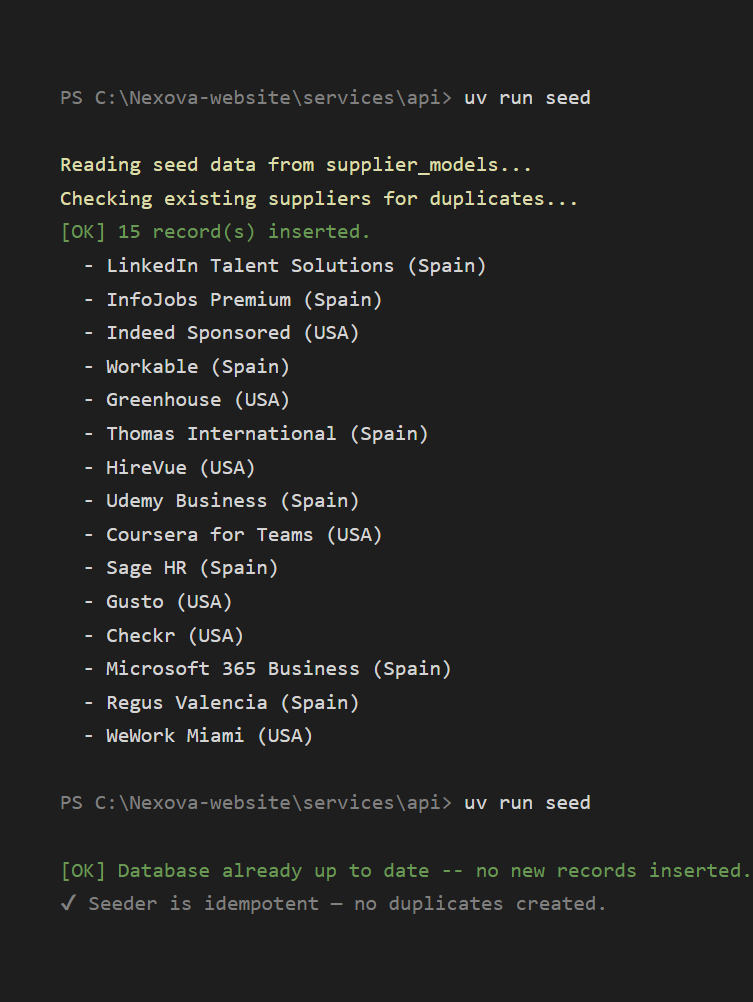 PS C:\Nexova-website\services\api> uv run seed
Reading seed data from supplier_models...
Checking existing suppliers for duplicates...
[OK] 15 record(s) inserted.
- LinkedIn Talent Solutions (Spain)
- InfoJobs Premium (Spain)
- Indeed Sponsored (USA)
- Workable (Spain)
- Greenhouse (USA)
- Thomas International (Spain)
- HireVue (USA)
- Udemy Business (Spain)
- Coursera for Teams (USA)
- Sage HR (Spain)
- Gusto (USA)
- Checkr (USA)
- Microsoft 365 Business (Spain)
- Regus Valencia (Spain)
- WeWork Miami (USA)
PS C:\Nexova-website\services\api> uv run seed
[OK] Database already up to date -- no new records inserted.
✓ Seeder is idempotent — no duplicates created.